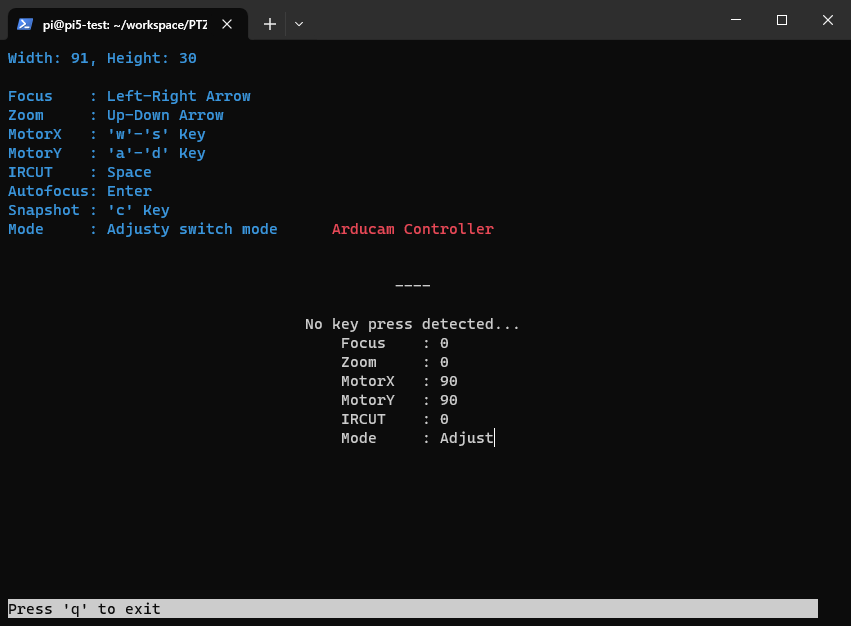 pi@pi5-test: ~/workspace/PTZ
Width: 91, Height: 30
Focus    : Left-Right Arrow
Zoom     : Up-Down Arrow
MotorX   : 'w'-'s' Key
MotorY   : 'a'-'d' Key
IRCUT    : Space
Autofocus: Enter
Snapshot : 'c' Key
Mode     : Adjusty switch mode      Arducam Controller
----
No key press detected...
Focus    : 0
Zoom     : 0
MotorX   : 90
MotorY   : 90
IRCUT    : 0
Mode     : Adjust
Press 'q' to exit